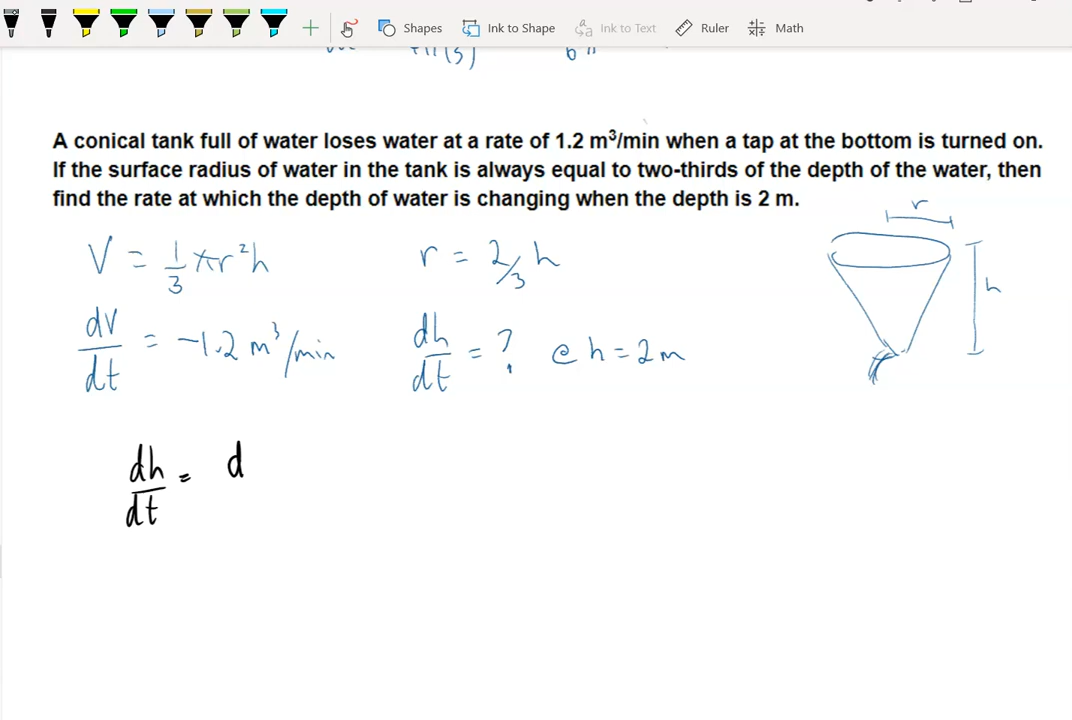 Shapes Ink to Shape Ink to Text Ruler Math
A conical tank full of water loses water at a rate of 1.2 m³/min when a tap at the bottom is turned on.
If the surface radius of water in the tank is always equal to two-thirds of the depth of the water, then
find the rate at which the depth of water is changing when the depth is 2 m.
r
V = 1/3 πr²h r = 2/3 h
h
dV/dt = -1.2 m³/min dh/dt = ? @ h = 2m
dh/dt = d